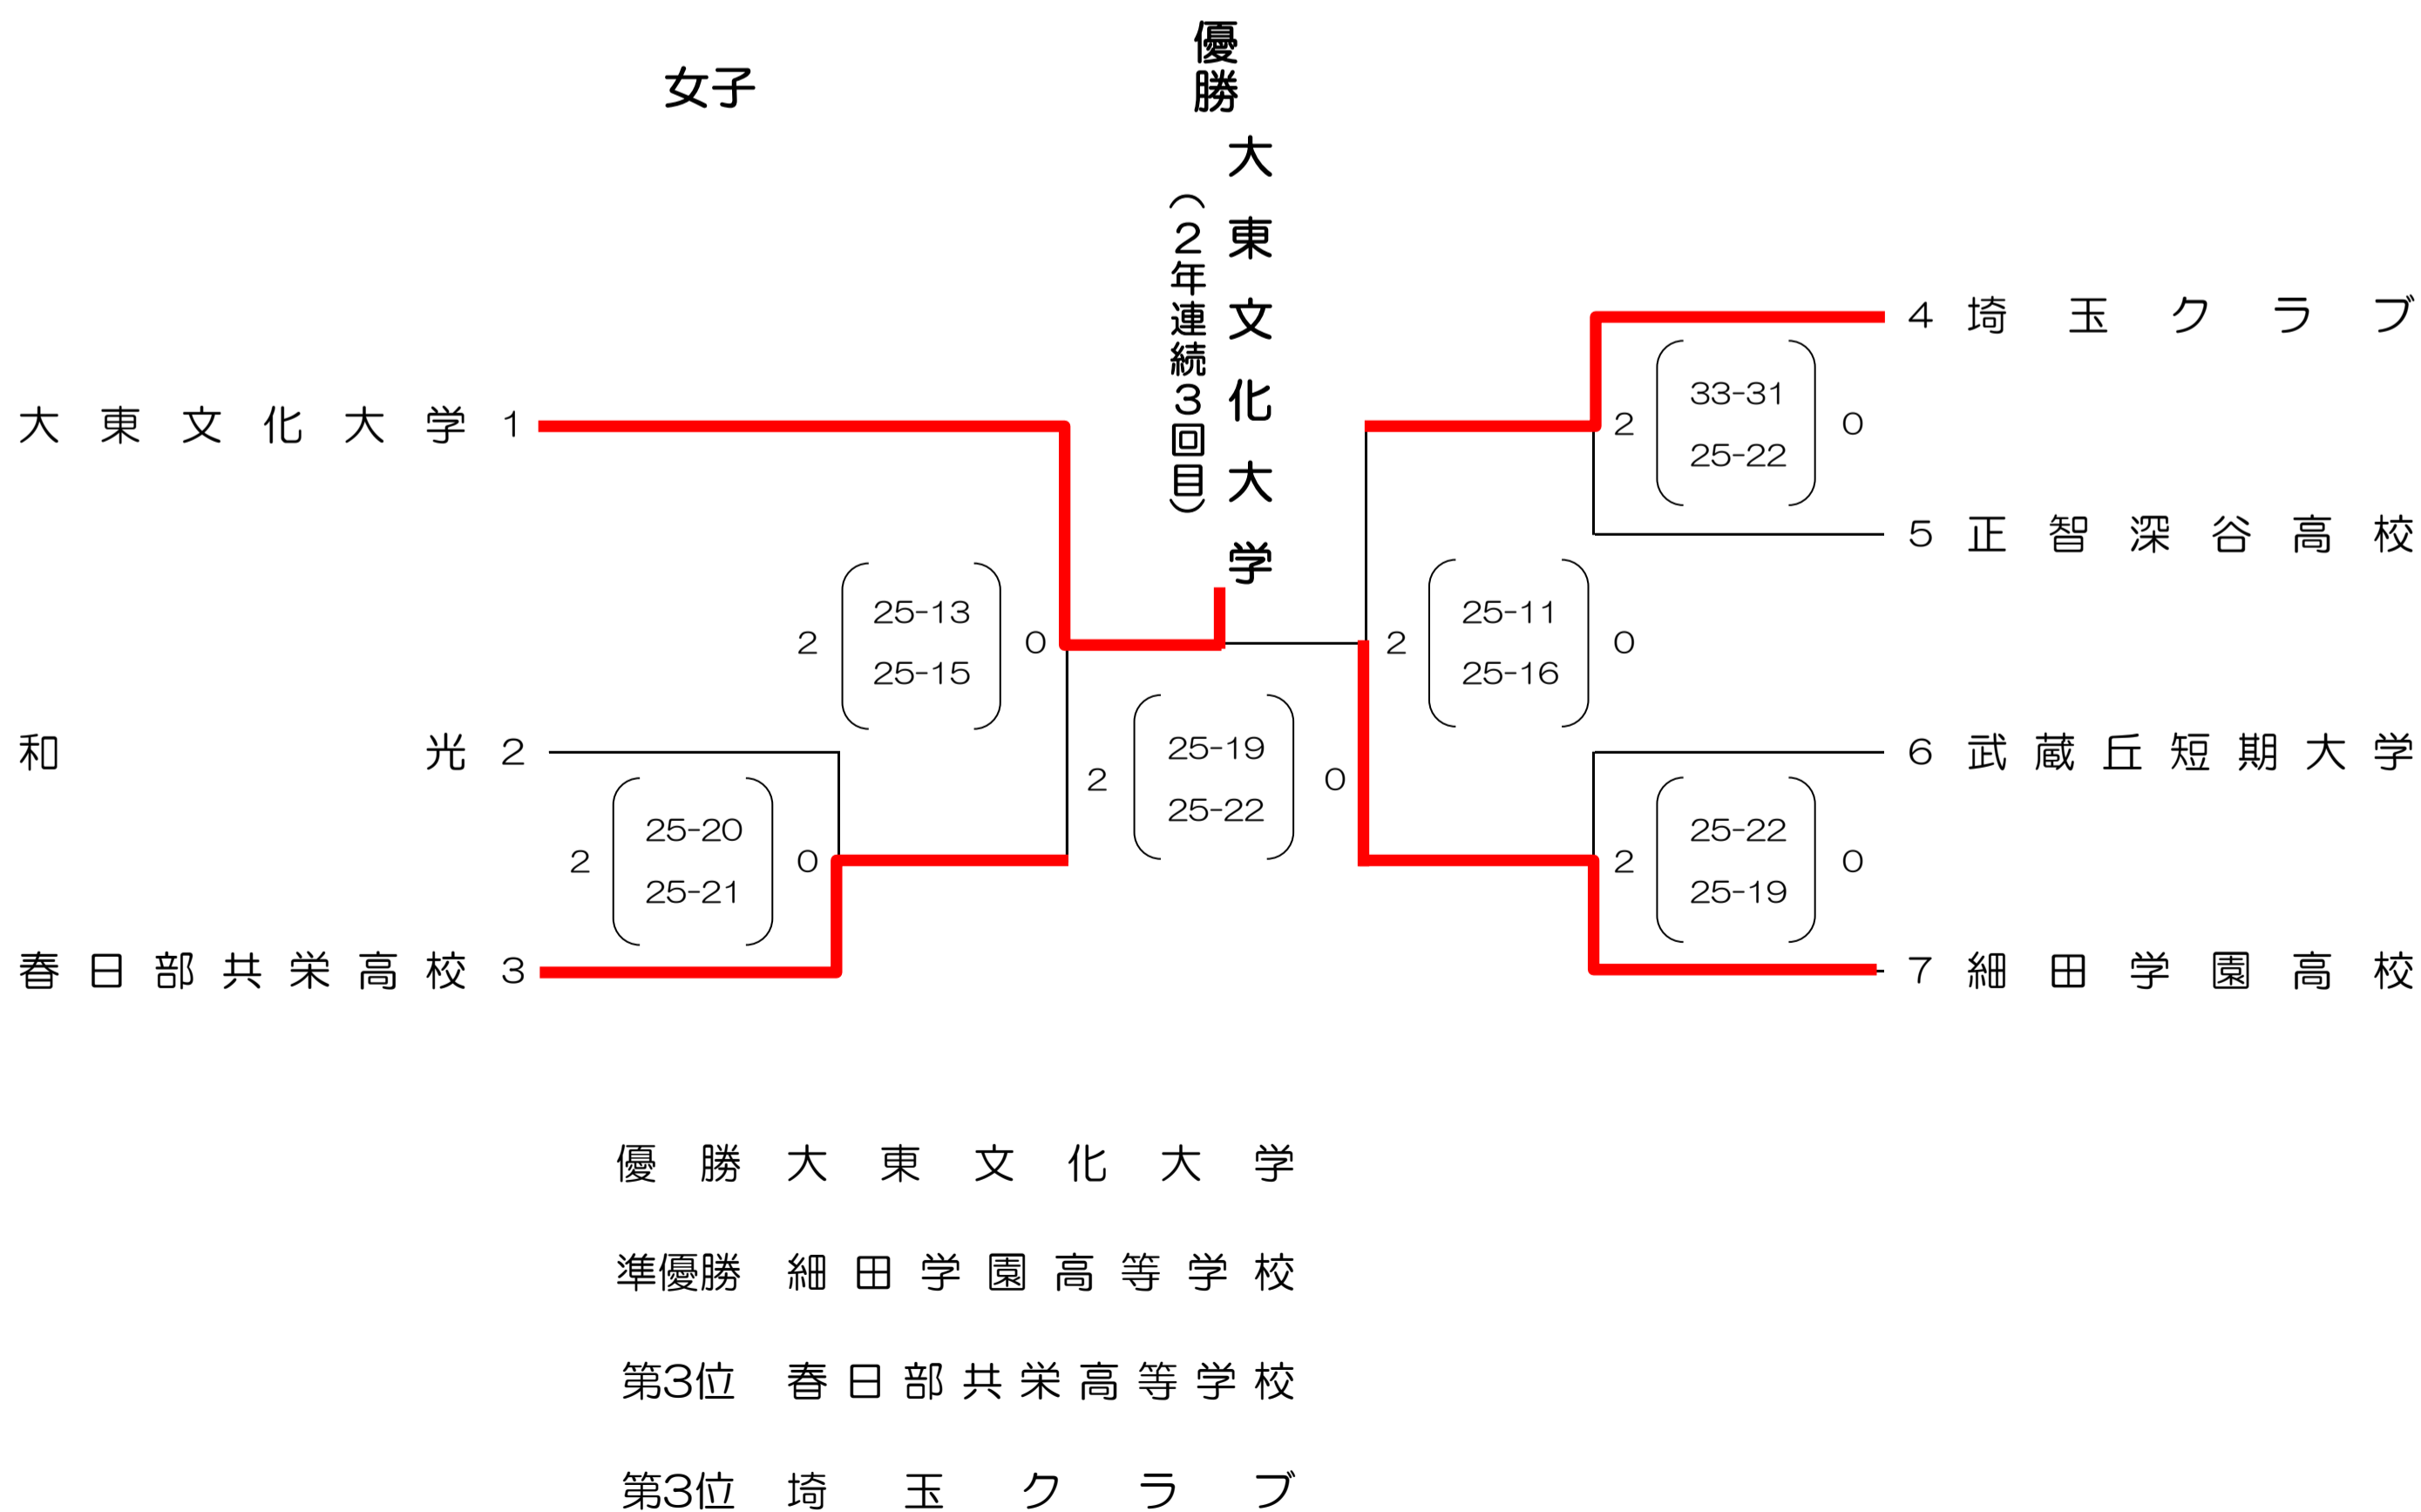 女子
優勝
大東文化大学
(2年連続3回目)
大東文化大学 1
和光 2
春日部共栄高校 3
4 埼玉クラブ
5 正智深谷高校
6 武蔵丘短期大学
7 細田学園高校
2 33-31 0
25-22
2 25-13 0
25-15
2 25-11 0
25-16
2 25-19 0
25-22
2 25-20 0
25-21
2 25-22 0
25-19
優勝 大東文化大学
準優勝 細田学園高等学校
第3位 春日部共栄高等学校
第3位 埼玉クラブ